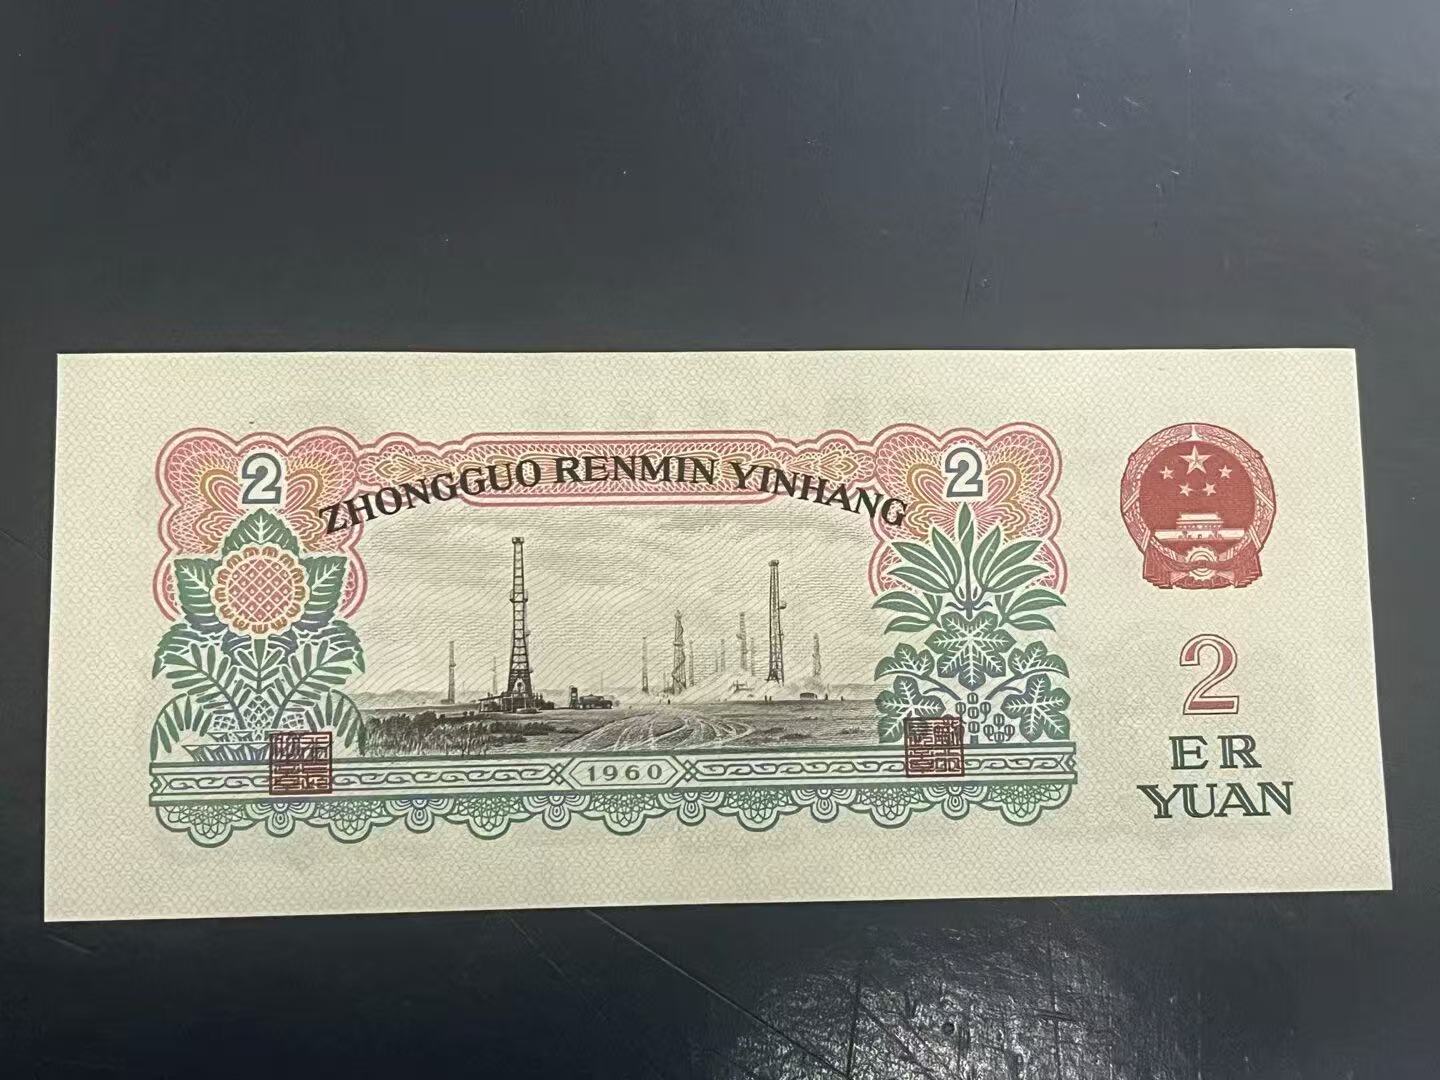 2
2
ZHONGGUO RENMIN YINHANG
1960
2
ER
YUAN